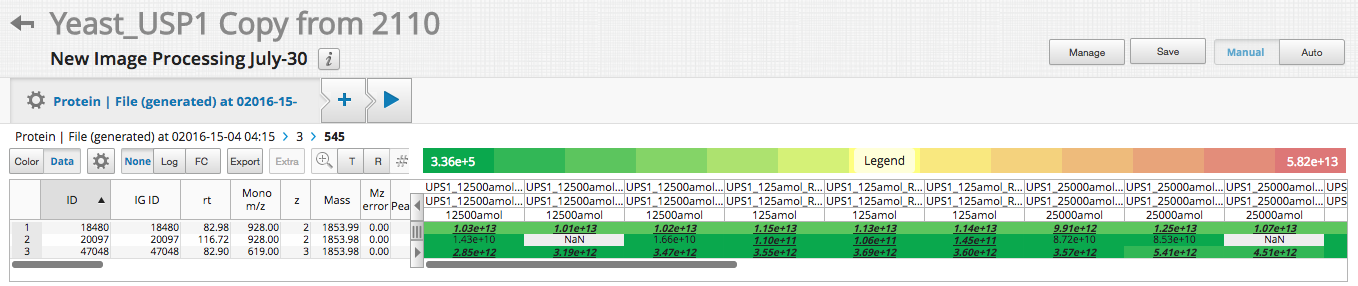 Yeast_USP1 Copy from 2110
New Image Processing July-30 i
Manage Save Manual Auto
Protein | File (generated) at 02016-15-
Protein | File (generated) at 02016-15-04 04:15 > 3 > 545
Color Data None Log FC Export Extra T R # 3.36e+5 Legend 5.82e+13
ID IG ID rt Mono m/z z Mass Mz error Pea
UPS1_12500amol... UPS1_12500amol... UPS1_12500amol... UPS1_125amol_R... UPS1_125amol_R... UPS1_125amol_R... UPS1_25000amol... UPS1_25000amol... UPS1_25000amol... UPS
UPS1_12500amol... UPS1_12500amol... UPS1_12500amol... UPS1_125amol_R... UPS1_125amol_R... UPS1_125amol_R... UPS1_25000amol... UPS1_25000amol... UPS1_25000amol... UPS
12500amol 12500amol 12500amol 125amol 125amol 125amol 25000amol 25000amol 25000amol
1 18480 18480 82.98 928.00 2 1853.99 0.00 1.03e+13 1.01e+13 1.02e+13 1.15e+13 1.13e+13 1.14e+13 9.91e+12 1.25e+13 1.07e+13
2 20097 20097 116.72 928.00 2 1853.98 0.00 1.43e+10 NaN 1.66e+10 1.10e+11 1.06e+11 1.45e+11 8.72e+10 8.53e+10 NaN
3 47048 47048 82.90 619.00 3 1853.98 0.00 2.85e+12 3.19e+12 3.47e+12 3.55e+12 3.69e+12 3.60e+12 3.57e+12 5.41e+12 4.51e+12